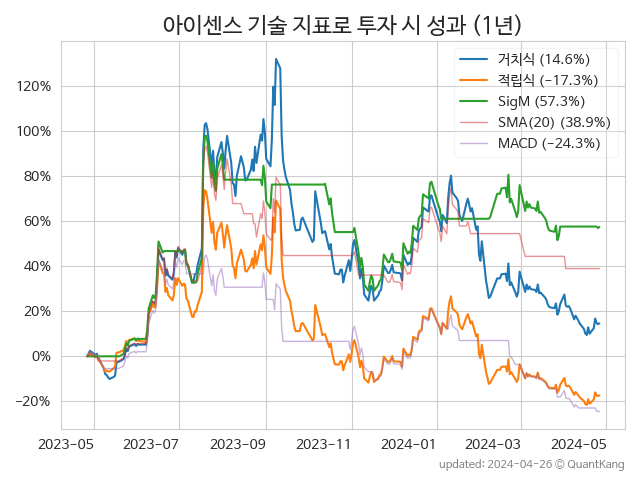 아이센스 기술 지표로 투자 시 성과 (1년)
거치식 (14.6%)
적립식 (−17.3%)
SigM (57.3%)
SMA(20) (38.9%)
MACD (−24.3%)
120%
100%
80%
60%
40%
20%
0%
−20%
2023-05 2023-07 2023-09 2023-11 2024-01 2024-03 2024-05
updated: 2024-04-26 © QuantKang